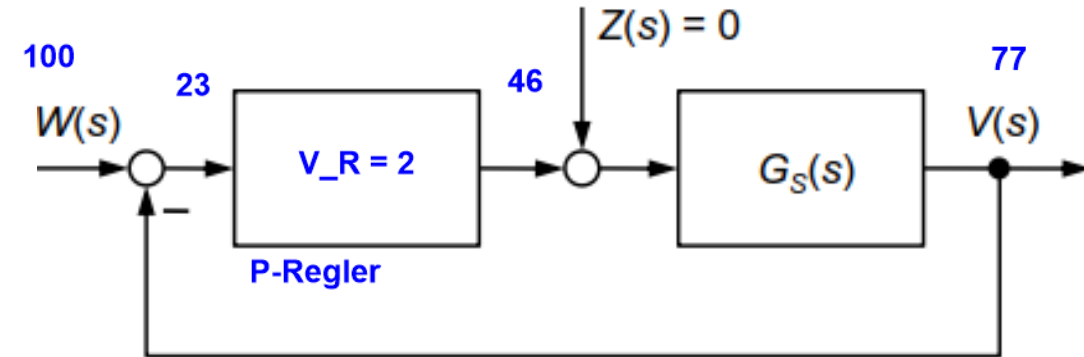 100
23
46
Z(s) = 0
77
W(s)
V_R = 2
G_S(s)
V(s)
–
P-Regler